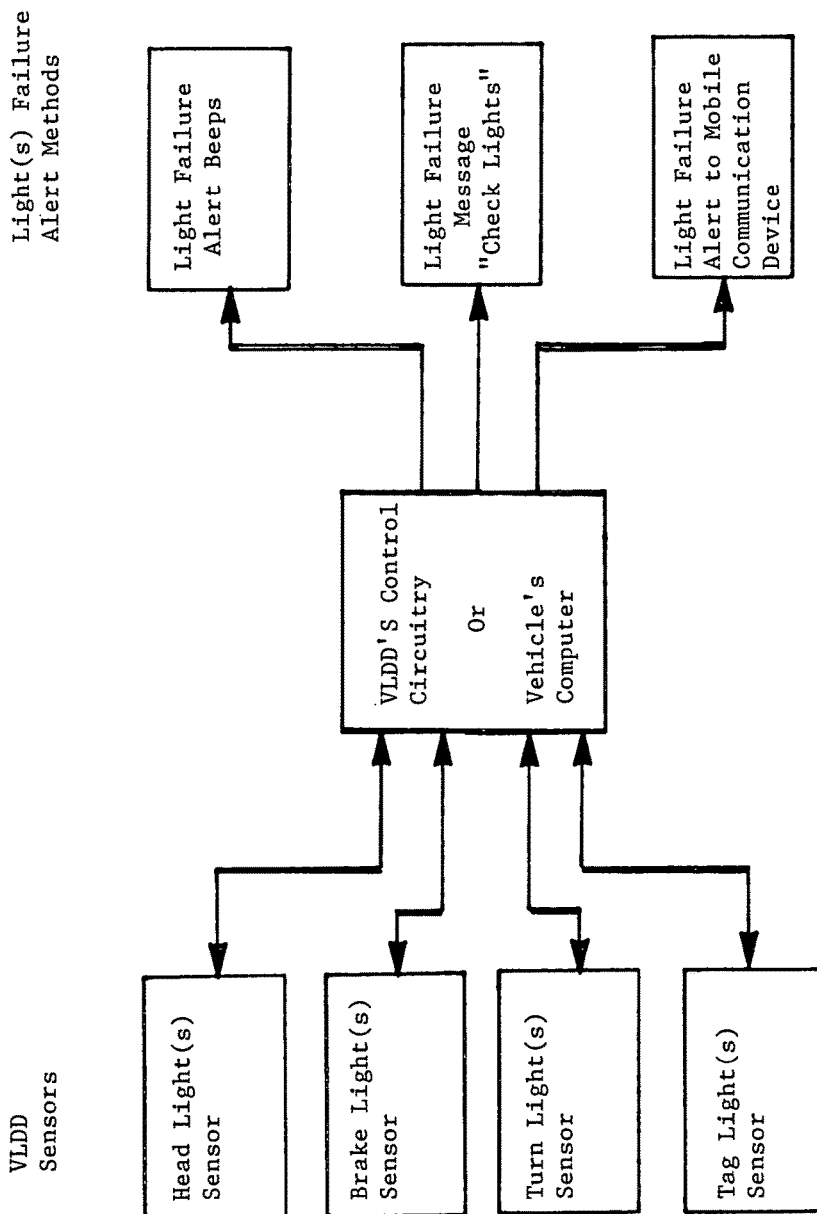 VLDD
Sensors
Head Light(s)
Sensor
Brake Light(s)
Sensor
Turn Light(s)
Sensor
Tag Light(s)
Sensor
VLDD'S Control
Circuitry
Or
Vehicle's
Computer
Light(s) Failure
Alert Methods
Light Failure
Alert Beeps
Light Failure
Message
"Check Lights"
Light Failure
Alert to Mobile
Communication
Device